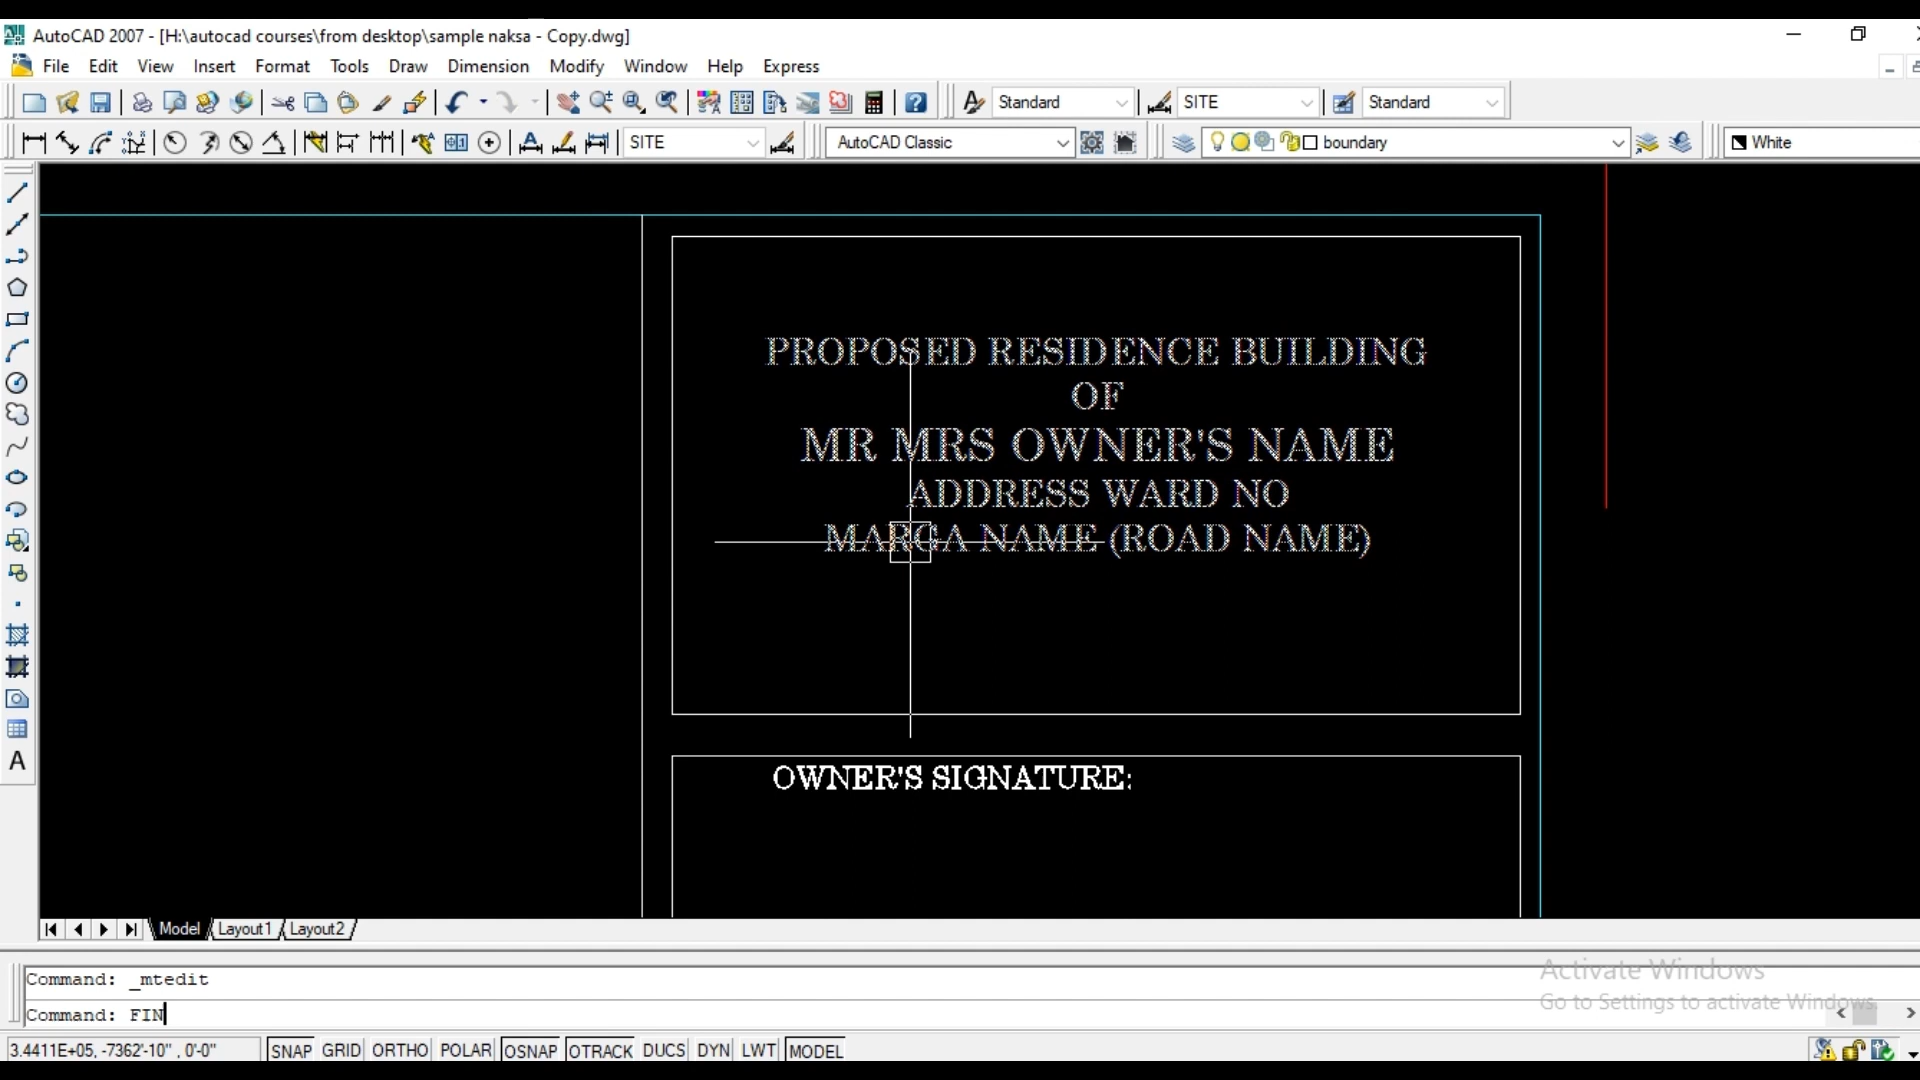 AutoCAD 2007 - [H:\autocad courses\from desktop\sample naksa - Copy.dwg]
File Edit View Insert Format Tools Draw Dimension Modify Window Help Express
Standard SITE Standard
SITE AutoCAD Classic boundary White
PROPOSED RESIDENCE BUILDING
OF
MR MRS OWNER'S NAME
ADDRESS WARD NO
MARGA NAME (ROAD NAME)
OWNER'S SIGNATURE:
Model Layout1 Layout2
Command: _mtedit
Activate Windows
Command: FIN
Go to Settings to activate Windows.
3.4411E+05, -7362'-10" , 0'-0" SNAP GRID ORTHO POLAR OSNAP OTRACK DUCS DYN LWT MODEL